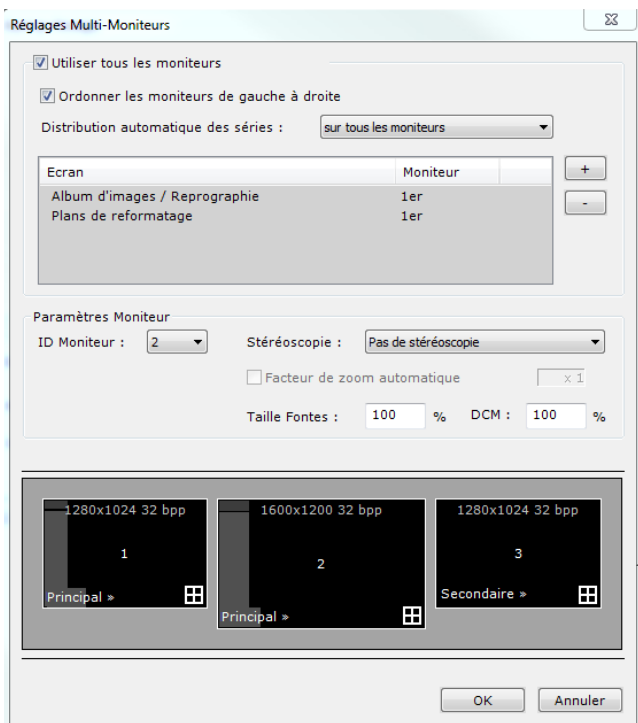 Réglages Multi-Moniteurs
Utiliser tous les moniteurs
Ordonner les moniteurs de gauche à droite
Distribution automatique des séries : sur tous les moniteurs
Ecran Moniteur +
Album d'images / Reprographie 1er
Plans de reformatage 1er
-
Paramètres Moniteur
ID Moniteur : 2 Stéréoscopie : Pas de stéréoscopie
Facteur de zoom automatique x 1
Taille Fontes : 100 % DCM : 100 %
1280x1024 32 bpp 1600x1200 32 bpp 1280x1024 32 bpp
1 2 3
Principal » Principal » Secondaire »
OK Annuler